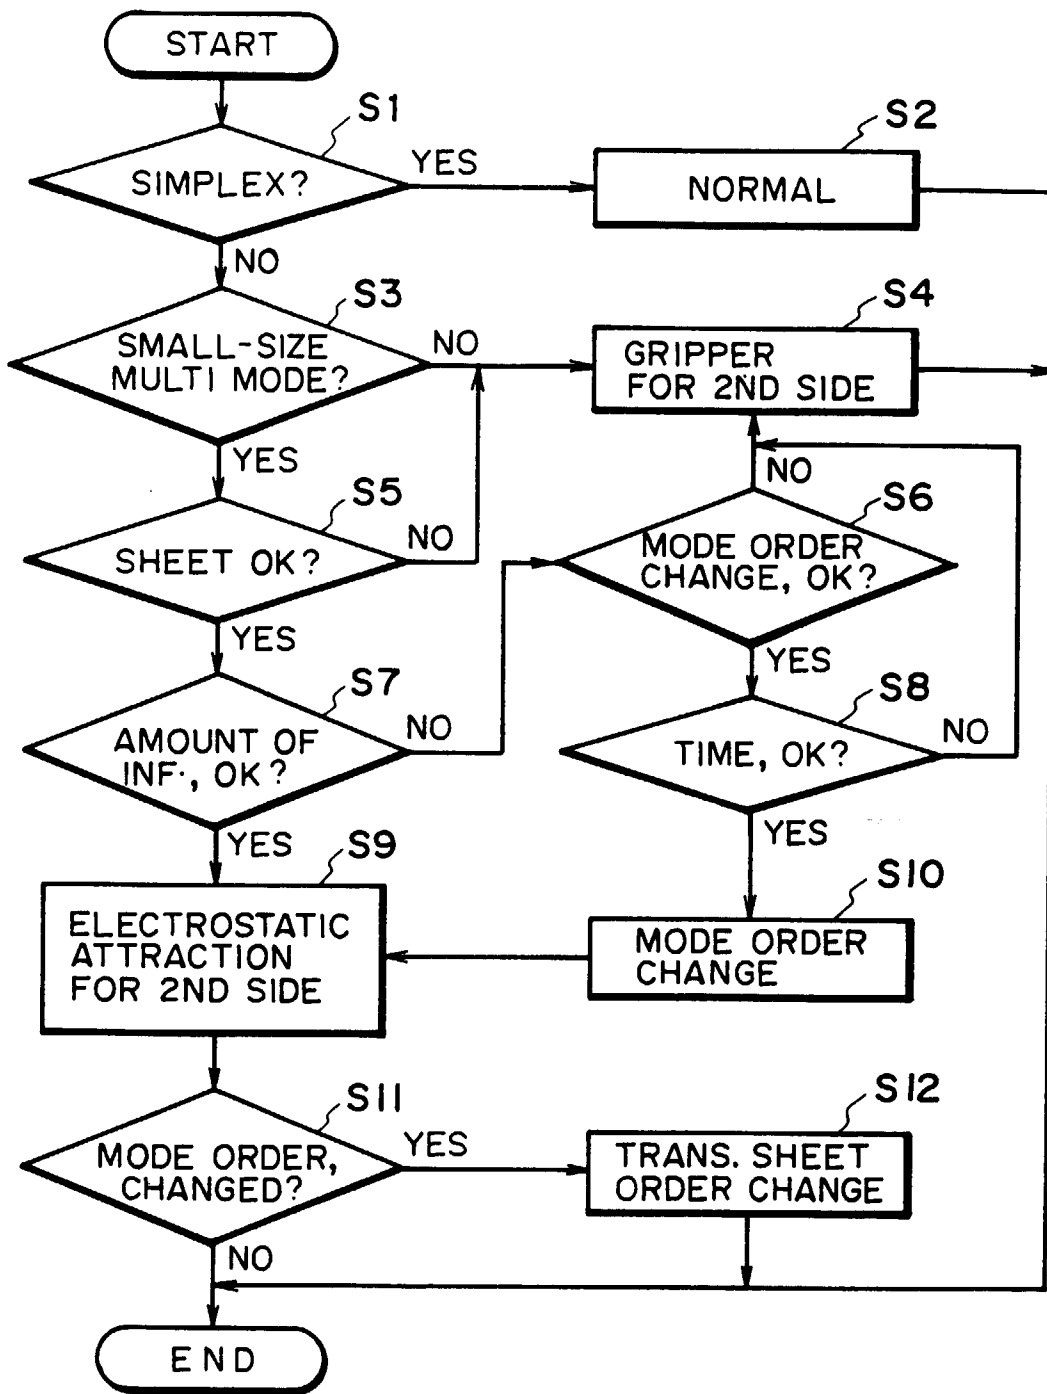 START
S1
SIMPLEX?
YES
S2
NORMAL
NO
S3
SMALL-SIZE
MULTI MODE?
NO
S4
GRIPPER
FOR 2ND SIDE
YES
NO
S5
SHEET OK?
NO
S6
MODE ORDER
CHANGE, OK?
YES
YES
S7
AMOUNT OF
INF., OK?
NO
S8
TIME, OK?
NO
YES
YES
S9
ELECTROSTATIC
ATTRACTION
FOR 2ND SIDE
S10
MODE ORDER
CHANGE
S11
MODE ORDER,
CHANGED?
YES
S12
TRANS. SHEET
ORDER CHANGE
NO
END